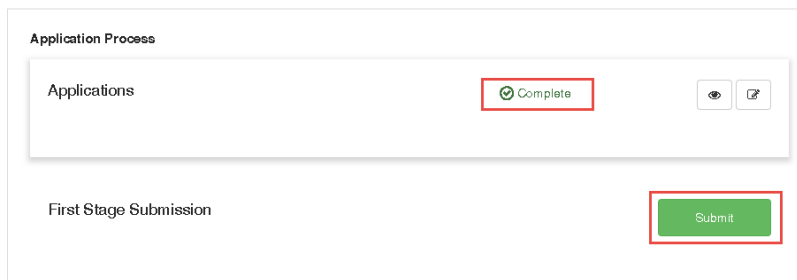 Application Process
Applications
Complete
First Stage Submission
Submit